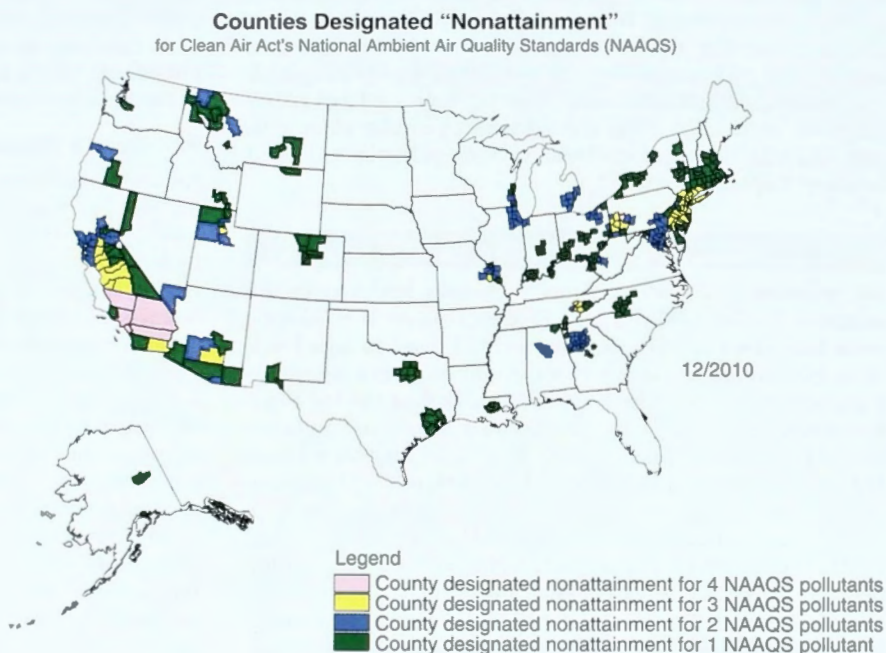 Counties Designated “Nonattainment”
for Clean Air Act's National Ambient Air Quality Standards (NAAQS)
12/2010
Legend
County designated nonattainment for 4 NAAQS pollutants
County designated nonattainment for 3 NAAQS pollutants
County designated nonattainment for 2 NAAQS pollutants
County designated nonattainment for 1 NAAQS pollutant